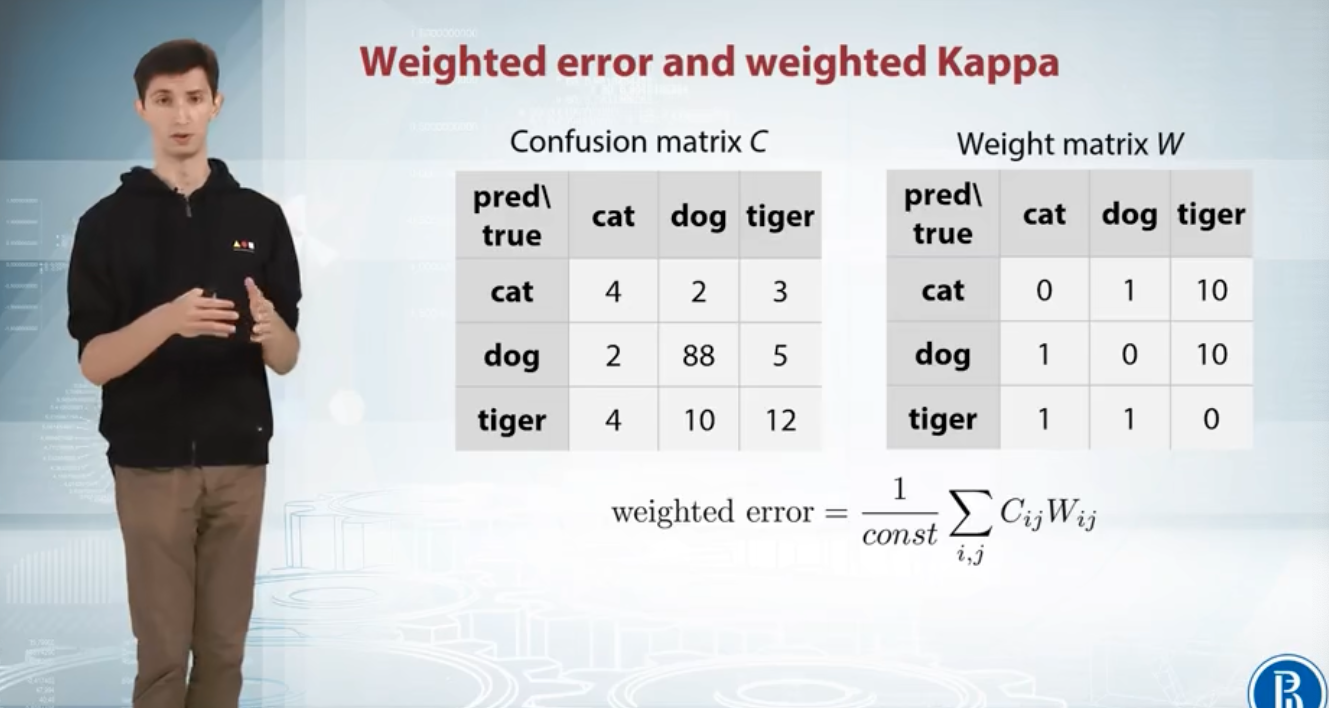 Weighted error and weighted Kappa
Confusion matrix C
pred\ true cat dog tiger
cat 4 2 3
dog 2 88 5
tiger 4 10 12
Weight matrix W
pred\ true cat dog tiger
cat 0 1 10
dog 1 0 10
tiger 1 1 0
weighted error = \frac{1}{const} \sum_{i,j} C_{ij} W_{ij}